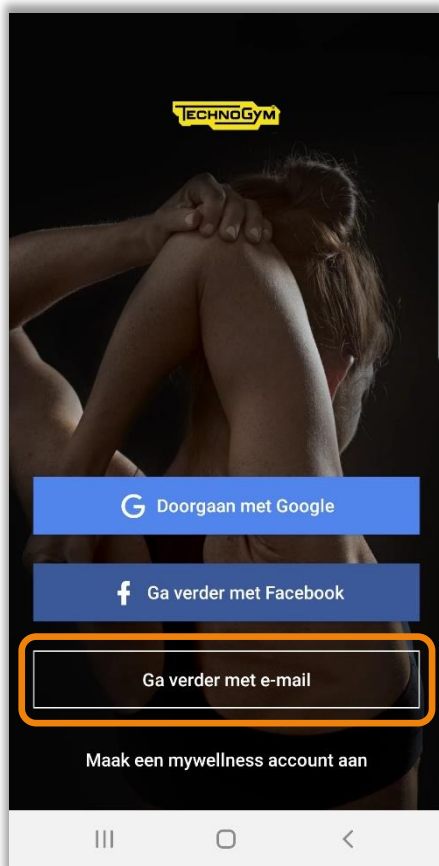 TECHNOGYM
Doorgaan met Google
Ga verder met Facebook
Ga verder met e-mail
Maak een mywellness account aan